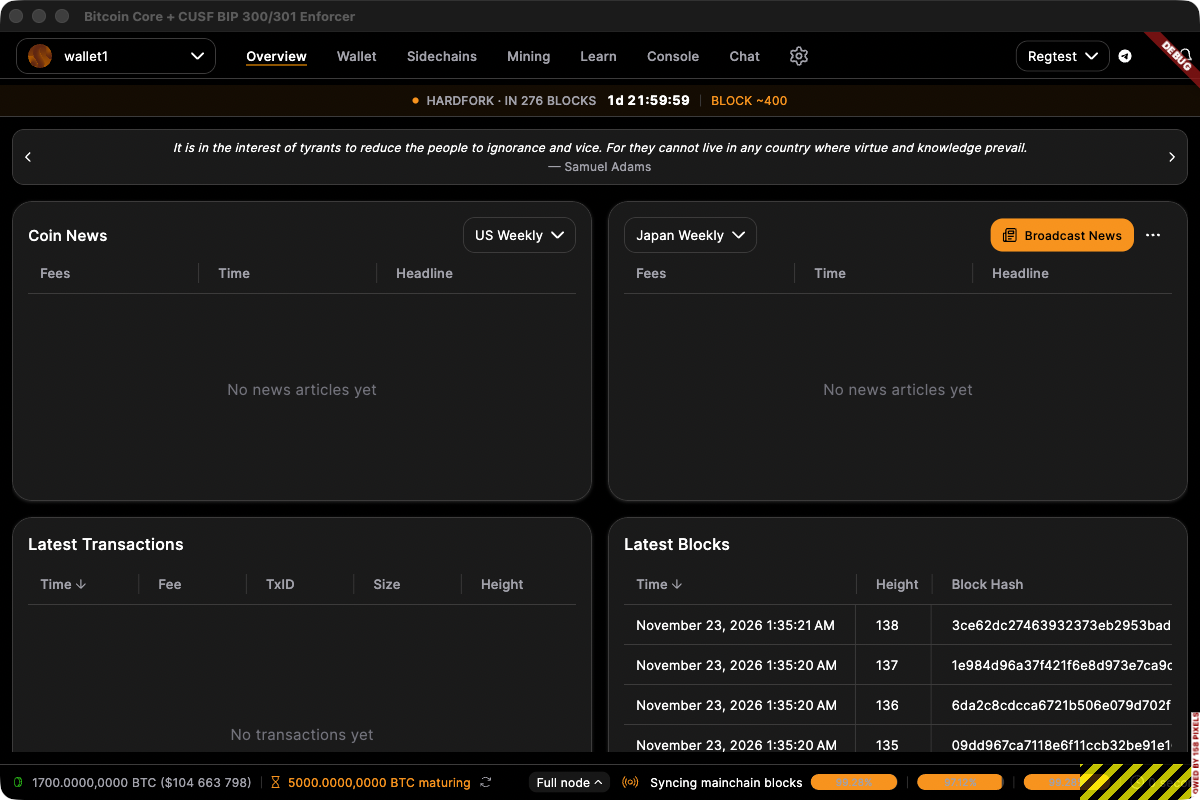 Bitcoin Core + CUSF BIP 300/301 Enforcer
wallet1
Overview
Wallet
Sidechains
Mining
Learn
Console
Chat
Regtest
DEBUG
HARDFORK · IN 276 BLOCKS 1d 21:59:59 BLOCK ~400
It is in the interest of tyrants to reduce the people to ignorance and vice. For they cannot live in any country where virtue and knowledge prevail.
— Samuel Adams
Coin News
US Weekly
Fees Time Headline
No news articles yet
Japan Weekly
Broadcast News
Fees Time Headline
No news articles yet
Latest Transactions
Time Fee TxID Size Height
No transactions yet
Latest Blocks
Time Height Block Hash
November 23, 2026 1:35:21 AM 138 3ce62dc27463932373eb2953bad
November 23, 2026 1:35:20 AM 137 1e984d96a37f421f6e8d973e7ca9c
November 23, 2026 1:35:20 AM 136 6da2c8cdcca6721b506e079d702f
November 23, 2026 1:35:20 AM 135 09dd967ca7118e6f11ccb32be91e1
1700.0000,0000 BTC ($104 663 798)
5000.0000,0000 BTC maturing
Full node
Syncing mainchain blocks
OWED BY 158 PIXELS